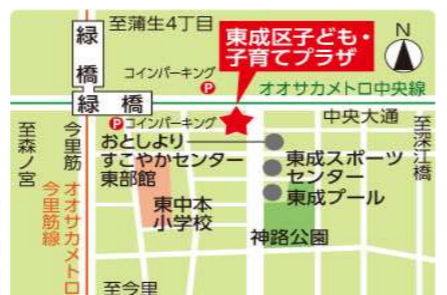 至蒲生4丁目
緑橋
東成区子ども・
子育てプラザ
N
コインパーキング
P
オオサカメトロ中央線
緑橋
中央大通
P コインパーキング
至森ノ宮
今里筋
オオサカメトロ
今里筋線
おとしより
すこやかセンター
東部館
東成スポーツ
センター
東成プール
至深江橋
東中本
小学校
神路公園
至今里